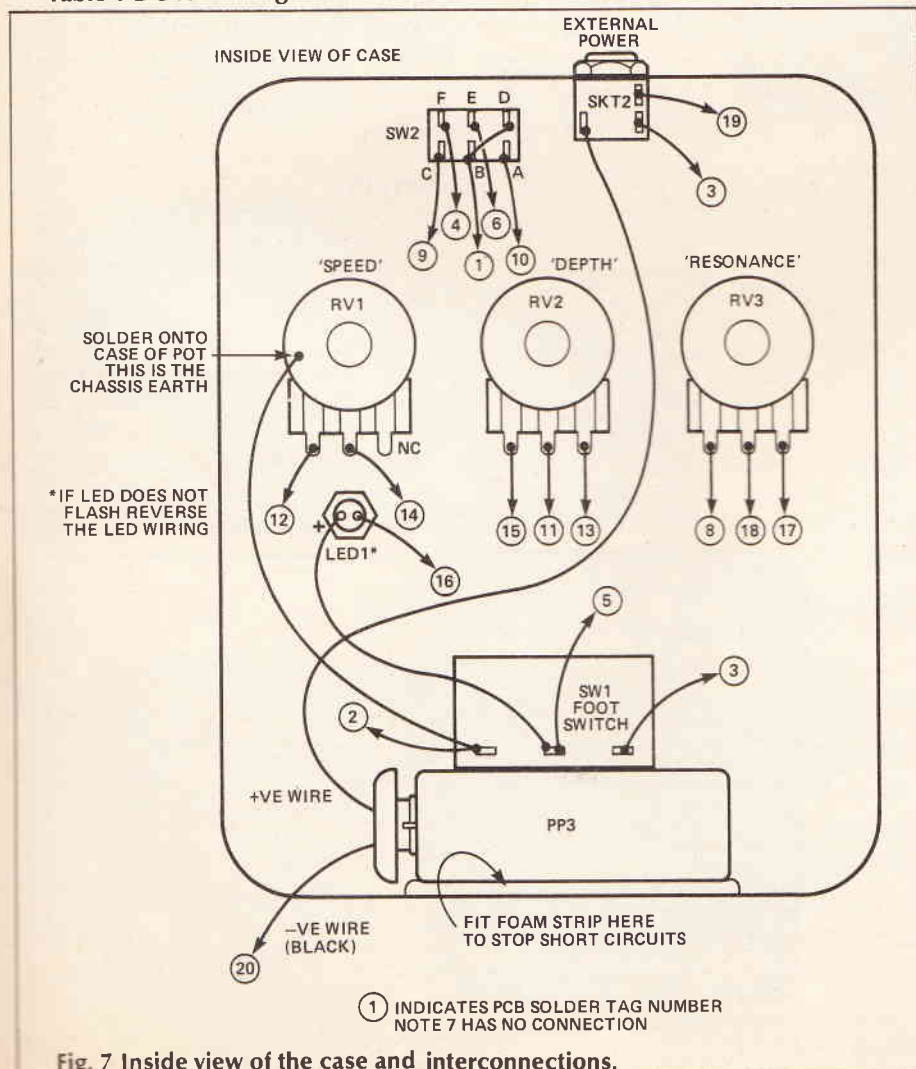 EXTERNAL
POWER
INSIDE VIEW OF CASE
SKT2
F E D
SW2
C B A
19
3
4
6
9
1
10
'SPEED'
'DEPTH'
'RESONANCE'
RV1
RV2
RV3
SOLDER ONTO
CASE OF POT
THIS IS THE
CHASSIS EARTH
NC
*IF LED DOES NOT
FLASH REVERSE
THE LED WIRING
12
14
15
11
13
8
18
17
+
LED1*
16
5
SW1
FOOT
SWITCH
3
2
+VE WIRE
PP3
–VE WIRE
(BLACK)
20
FIT FOAM STRIP HERE
TO STOP SHORT CIRCUITS
1 INDICATES PCB SOLDER TAG NUMBER
NOTE 7 HAS NO CONNECTION
Fig. 7 Inside view of the case and interconnections.